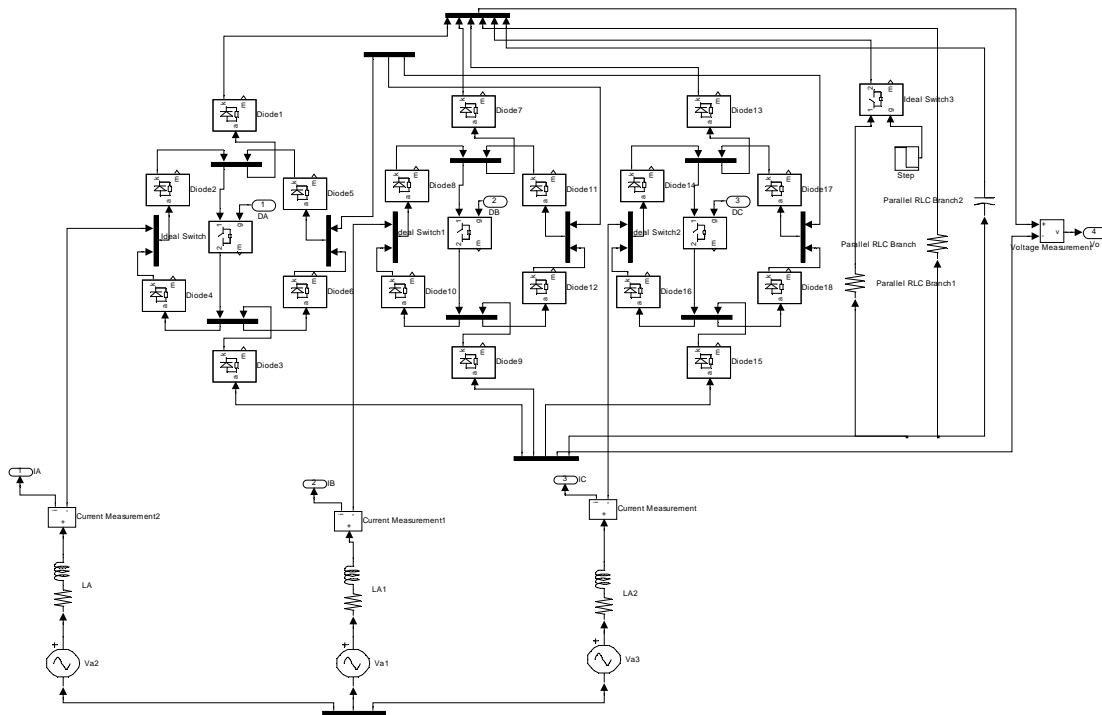 Diode1
Diode7
Diode13
Ideal Switch3
Step
Diode2
Diode5
Diode8
Diode11
Diode14
Diode17
1
DA
2
DB
3
DC
Parallel RLC Branch2
Ideal Switch
Ideal Switch1
Ideal Switch2
Parallel RLC Branch
Voltage Measurement
4
Vo
Parallel RLC Branch1
Diode4
Diode6
Diode10
Diode12
Diode16
Diode18
Diode3
Diode9
Diode15
1
IA
2
IB
3
IC
Current Measurement2
Current Measurement1
Current Measurement
LA
LA1
LA2
Va2
Va1
Va3